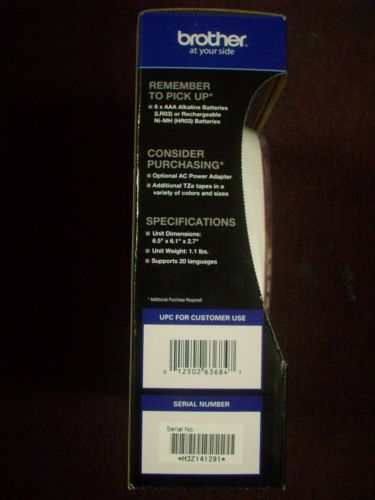 brother
at your side
REMEMBER
TO PICK UP*
6 x AAA Alkaline Batteries
(LR03) or Rechargeable
Ni-MH (HR03) Batteries
CONSIDER
PURCHASING*
Optional AC Power Adapter
Additional TZe tapes in a
variety of colors and sizes
SPECIFICATIONS
Unit Dimensions:
6.5" x 6.1" x 2.7"
Unit Weight: 1.1 lbs.
Supports 20 languages
* Additional Purchase Required
UPC FOR CUSTOMER USE
0 12502 63684 7
SERIAL NUMBER
Serial No.
*H3Z141291*